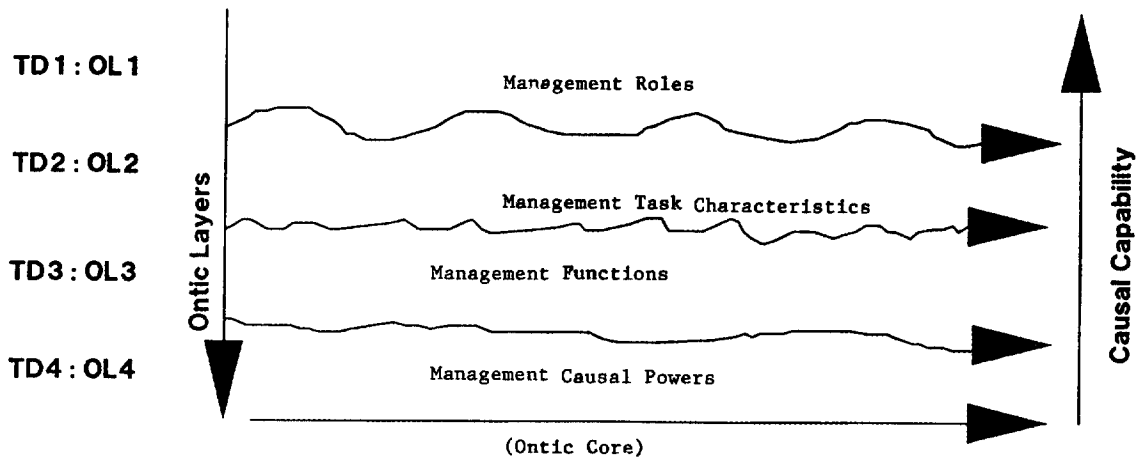 TD1 : OL1
Management Roles
TD2 : OL2
Management Task Characteristics
TD3 : OL3
Management Functions
TD4 : OL4
Management Causal Powers
(Ontic Core)
Ontic Layers
Causal Capability